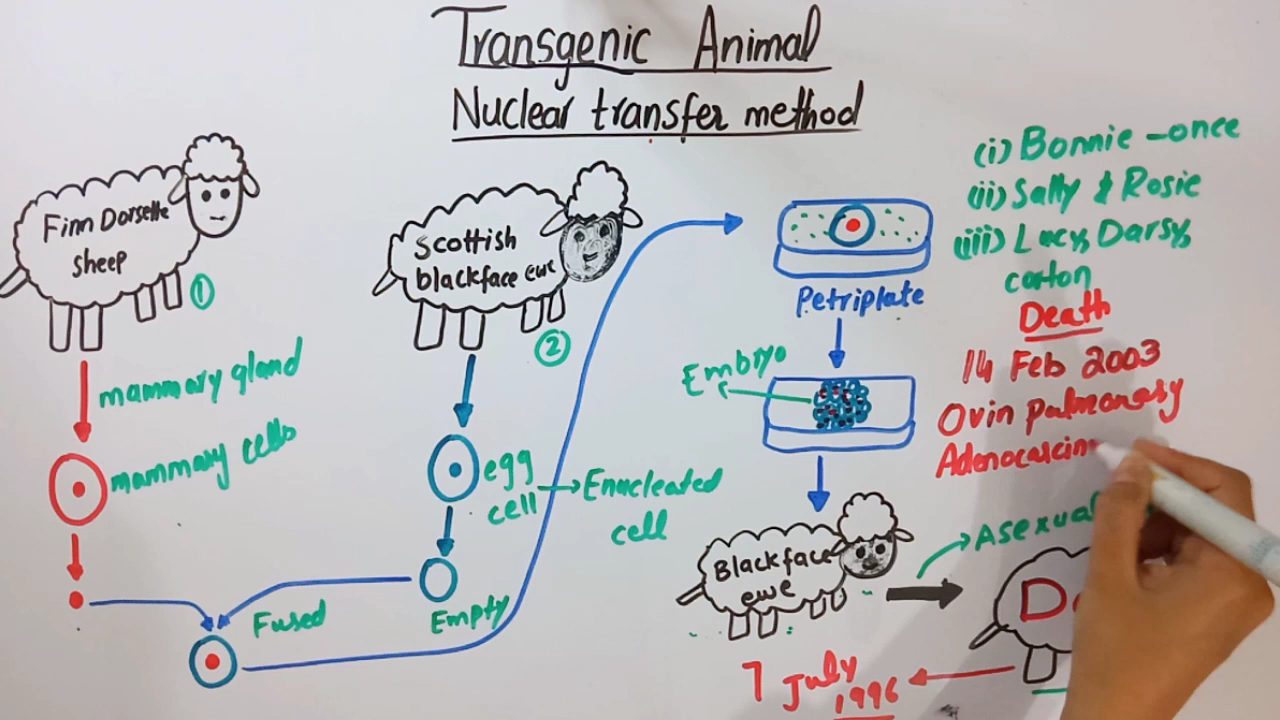 Transgenic Animal
Nuclear transfer method
Finn Dorsette
sheep
1
mammary gland
mammary cells
Scottish
blackface ewe
2
egg
cell
Enucleated
cell
Empty
Fused
Petriplate
Embryo
Blackface
ewe
Asexual
7 July
1996
(i) Bonnie - once
(ii) Sally & Rosie
(iii) Lucy, Darsy,
carton
Death
14 Feb 2003
Ovin pulmonary